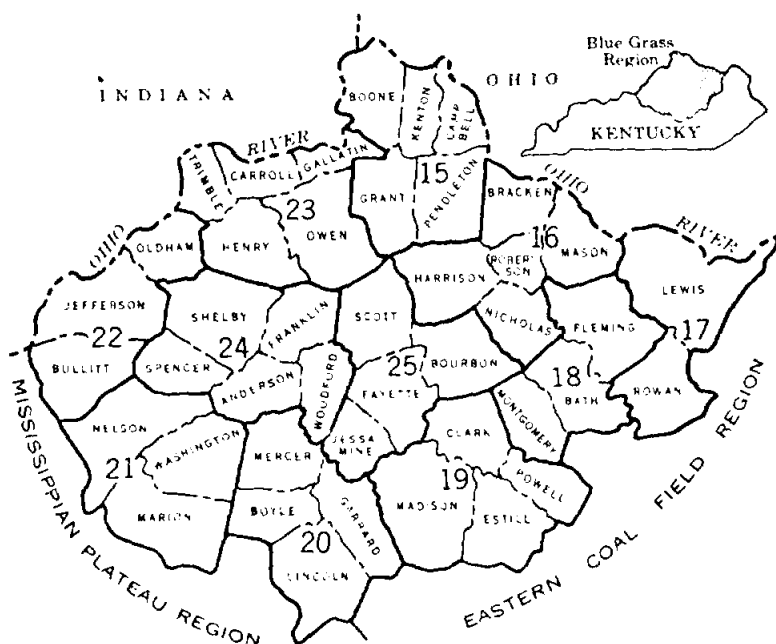 Blue Grass
Region
KENTUCKY
INDIANA
OHIO
BOONE
KENTON
CAMP
BELL
RIVER
TRIMBLE
CARROLL
GALLATIN
GRANT
15
PENDLETON
BRACKEN
OHIO
23
OWEN
HENRY
OLDHAM
OHIO
ROBERT
SON
16
MASON
RIVER
LEWIS
HARRISON
JEFFERSON
SHELBY
FRANKLIN
SCOTT
NICHOLAS
FLEMING
17
22
24
BULLITT
SPENCER
ANDERSON
WOODFORD
25
BOURBON
FAYETTE
18
BATH
ROWAN
NELSON
WASHINGTON
MERCER
JESSA
MINE
CLARK
MONTGOMERY
21
MARION
BOYLE
GARRARD
MADISON
19
POWELL
ESTILL
20
LINCOLN
MISSISSIPPIAN PLATEAU REGION
EASTERN COAL FIELD REGION